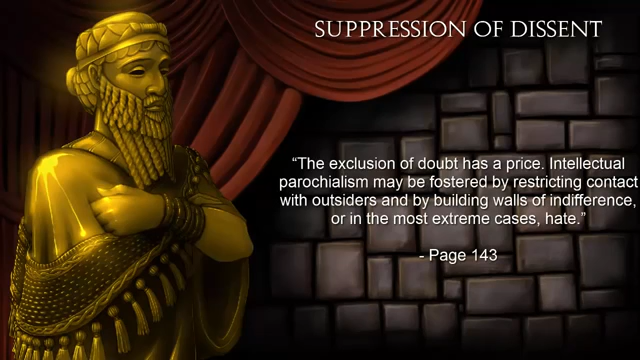 SUPPRESSION OF DISSENT
“The exclusion of doubt has a price. Intellectual
parochialism may be fostered by restricting contact
with outsiders and by building walls of indifference,
or in the most extreme cases, hate.”
- Page 143